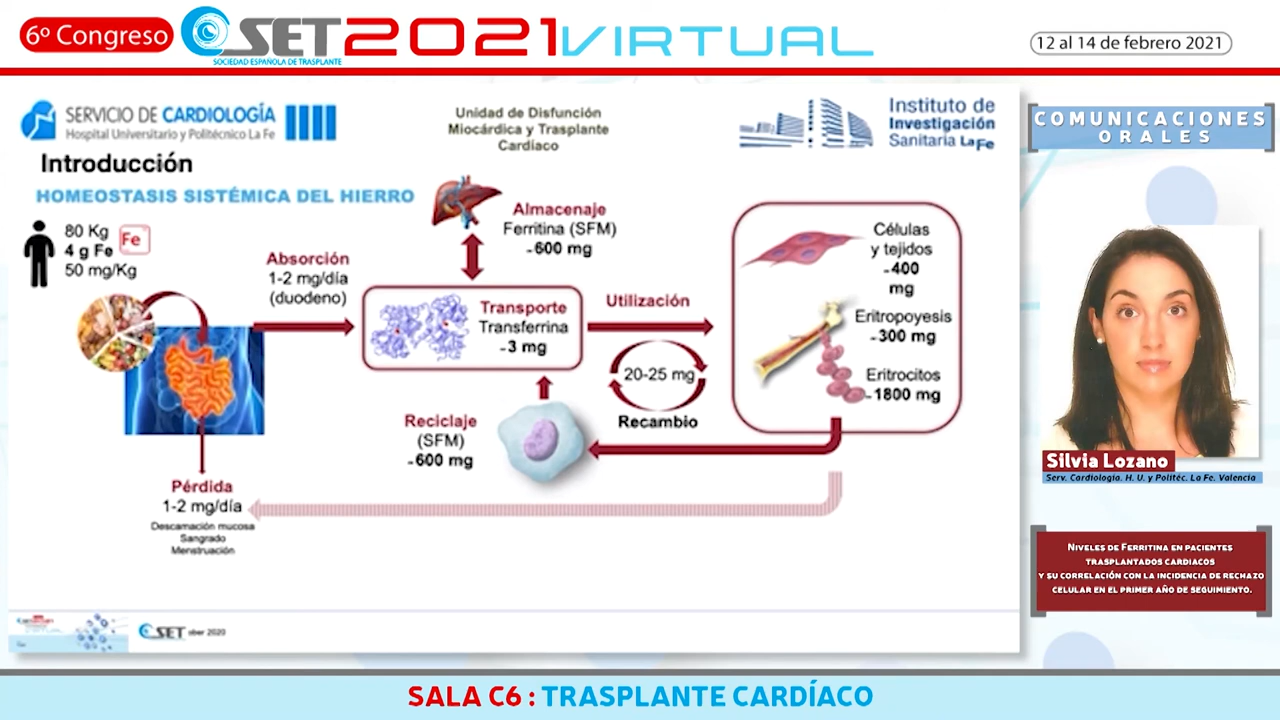 6º Congreso
SET 2021 VIRTUAL
SOCIEDAD ESPAÑOLA DE TRASPLANTE
12 al 14 de febrero 2021
SERVICIO DE CARDIOLOGÍA
Hospital Universitario y Politécnico La Fe
Unidad de Disfunción
Miocárdica y Trasplante
Cardíaco
Instituto de
Investigación
Sanitaria La Fe
Introducción
HOMEOSTASIS SISTÉMICA DEL HIERRO
80 Kg
4 g Fe
50 mg/Kg
Fe
Absorción
1-2 mg/día
(duodeno)
Almacenaje
Ferritina (SFM)
~600 mg
Transporte
Transferrina
~3 mg
Utilización
20-25 mg
Recambio
Células
y tejidos
~400
mg
Eritropoyesis
~300 mg
Eritrocitos
~1800 mg
Reciclaje
(SFM)
~600 mg
Pérdida
1-2 mg/día
Descamación mucosa
Sangrado
Menstruación
SET
ober 2020
COMUNICACIONES
ORALES
Silvia Lozano
Serv. Cardiología. H. U. y Politéc. La Fe. Valencia
NIVELES DE FERRITINA EN PACIENTES
TRASPLANTADOS CARDIACOS
Y SU CORRELACIÓN CON LA INCIDENCIA DE RECHAZO
CELULAR EN EL PRIMER AÑO DE SEGUIMIENTO.
SALA C6 : TRASPLANTE CARDÍACO